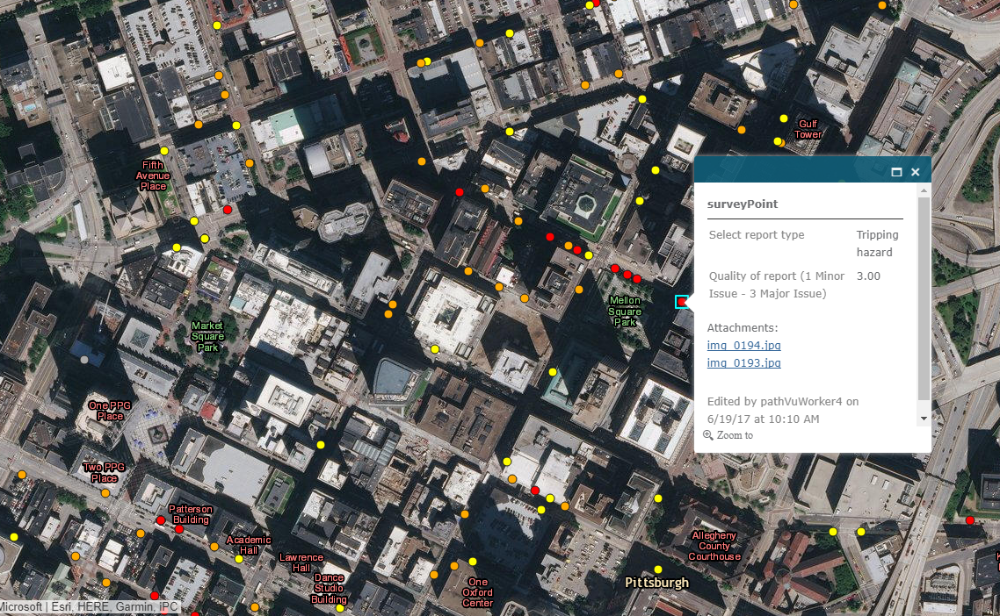 Gulf
Tower
Fifth
Avenue
Place
surveyPoint
Select report type
Tripping
hazard
Quality of report (1 Minor
Issue - 3 Major Issue)
3.00
Attachments:
img_0194.jpg
img_0193.jpg
Edited by pathVuWorker4 on
6/19/17 at 10:10 AM
Zoom to
Mellon
Square
Park
Market
Square
Park
One PPG
Place
Two PPG
Place
Patterson
Building
Academic
Hall
Lawrence
Hall
Dance
Studio
Building
One
Oxford
Center
Allegheny
County
Courthouse
Pittsburgh
Microsoft | Esri, HERE, Garmin, iPC